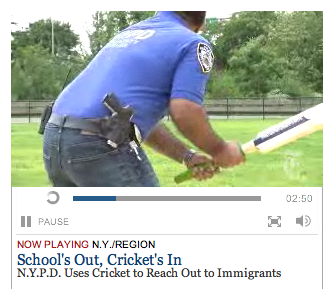 02:50
PAUSE
NOW PLAYING N.Y./REGION
School's Out, Cricket's In
N.Y.P.D. Uses Cricket to Reach Out to Immigrants